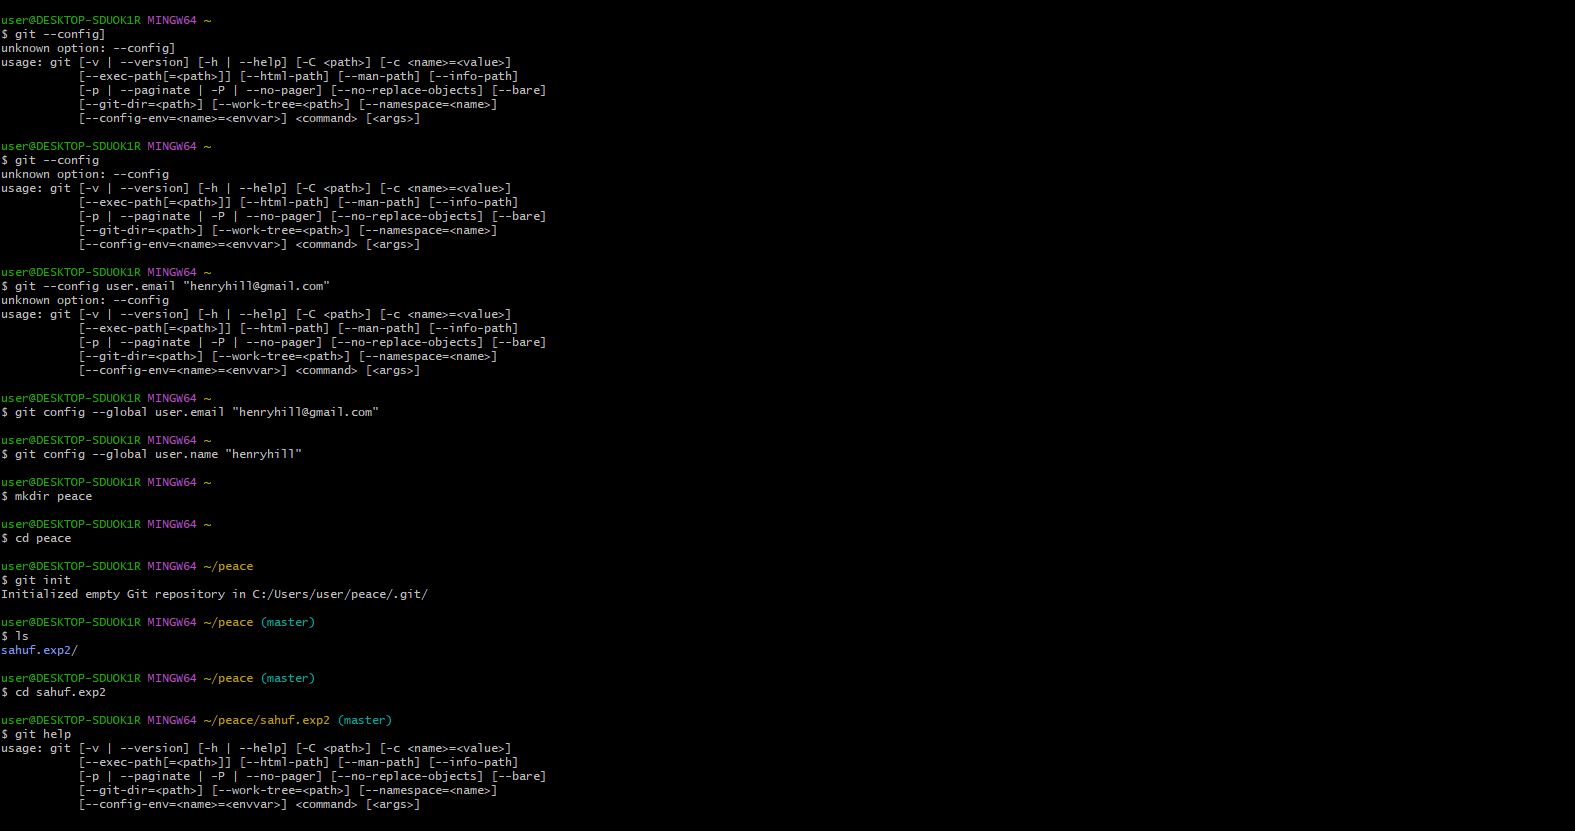 user@DESKTOP-SDUOK1R MINGW64 ~
$ git --config]
unknown option: --config]
usage: git [-v | --version] [-h | --help] [-C <path>] [-c <name>=<value>]
           [--exec-path[=<path>]] [--html-path] [--man-path] [--info-path]
           [-p | --paginate | -P | --no-pager] [--no-replace-objects] [--bare]
           [--git-dir=<path>] [--work-tree=<path>] [--namespace=<name>]
           [--config-env=<name>=<envvar>] <command> [<args>]
user@DESKTOP-SDUOK1R MINGW64 ~
$ git --config
unknown option: --config
usage: git [-v | --version] [-h | --help] [-C <path>] [-c <name>=<value>]
           [--exec-path[=<path>]] [--html-path] [--man-path] [--info-path]
           [-p | --paginate | -P | --no-pager] [--no-replace-objects] [--bare]
           [--git-dir=<path>] [--work-tree=<path>] [--namespace=<name>]
           [--config-env=<name>=<envvar>] <command> [<args>]
user@DESKTOP-SDUOK1R MINGW64 ~
$ git --config user.email "henryhill@gmail.com"
unknown option: --config
usage: git [-v | --version] [-h | --help] [-C <path>] [-c <name>=<value>]
           [--exec-path[=<path>]] [--html-path] [--man-path] [--info-path]
           [-p | --paginate | -P | --no-pager] [--no-replace-objects] [--bare]
           [--git-dir=<path>] [--work-tree=<path>] [--namespace=<name>]
           [--config-env=<name>=<envvar>] <command> [<args>]
user@DESKTOP-SDUOK1R MINGW64 ~
$ git config --global user.email "henryhill@gmail.com"
user@DESKTOP-SDUOK1R MINGW64 ~
$ git config --global user.name "henryhill"
user@DESKTOP-SDUOK1R MINGW64 ~
$ mkdir peace
user@DESKTOP-SDUOK1R MINGW64 ~
$ cd peace
user@DESKTOP-SDUOK1R MINGW64 ~/peace
$ git init
Initialized empty Git repository in C:/Users/user/peace/.git/
user@DESKTOP-SDUOK1R MINGW64 ~/peace (master)
$ ls
sahuf.exp2/
user@DESKTOP-SDUOK1R MINGW64 ~/peace (master)
$ cd sahuf.exp2
user@DESKTOP-SDUOK1R MINGW64 ~/peace/sahuf.exp2 (master)
$ git help
usage: git [-v | --version] [-h | --help] [-C <path>] [-c <name>=<value>]
           [--exec-path[=<path>]] [--html-path] [--man-path] [--info-path]
           [-p | --paginate | -P | --no-pager] [--no-replace-objects] [--bare]
           [--git-dir=<path>] [--work-tree=<path>] [--namespace=<name>]
           [--config-env=<name>=<envvar>] <command> [<args>]